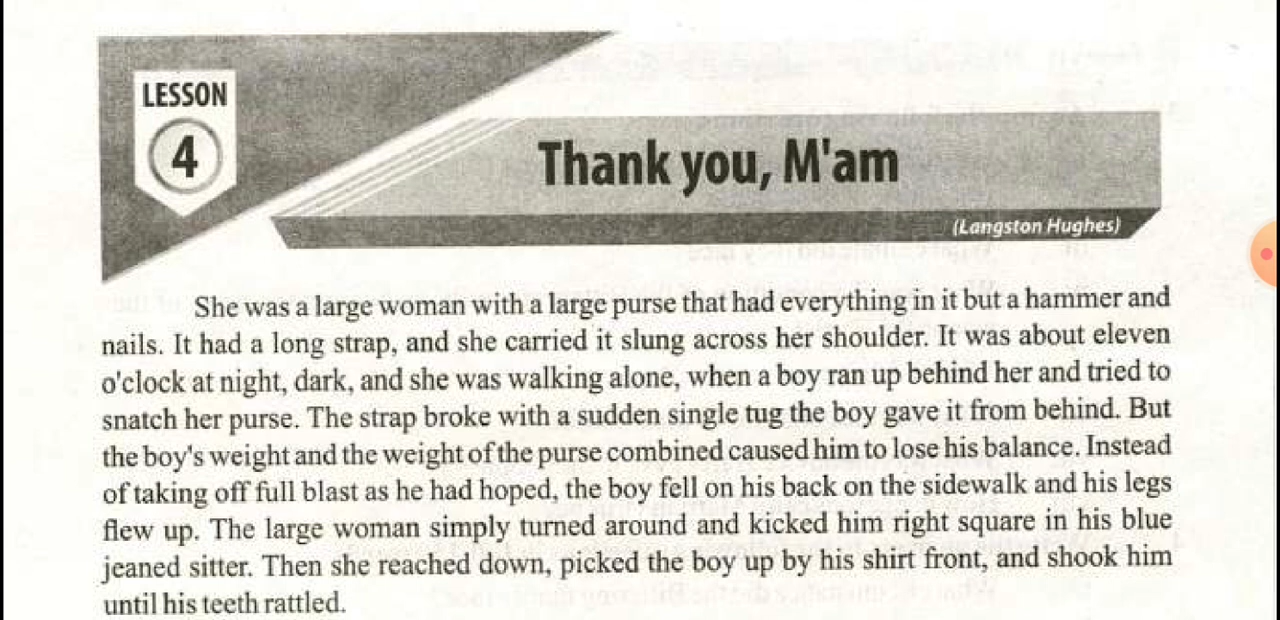 LESSON
4
Thank you, M'am
(Langston Hughes)
She was a large woman with a large purse that had everything in it but a hammer and
nails. It had a long strap, and she carried it slung across her shoulder. It was about eleven
o'clock at night, dark, and she was walking alone, when a boy ran up behind her and tried to
snatch her purse. The strap broke with a sudden single tug the boy gave it from behind. But
the boy's weight and the weight of the purse combined caused him to lose his balance. Instead
of taking off full blast as he had hoped, the boy fell on his back on the sidewalk and his legs
flew up. The large woman simply turned around and kicked him right square in his blue
jeaned sitter. Then she reached down, picked the boy up by his shirt front, and shook him
until his teeth rattled.